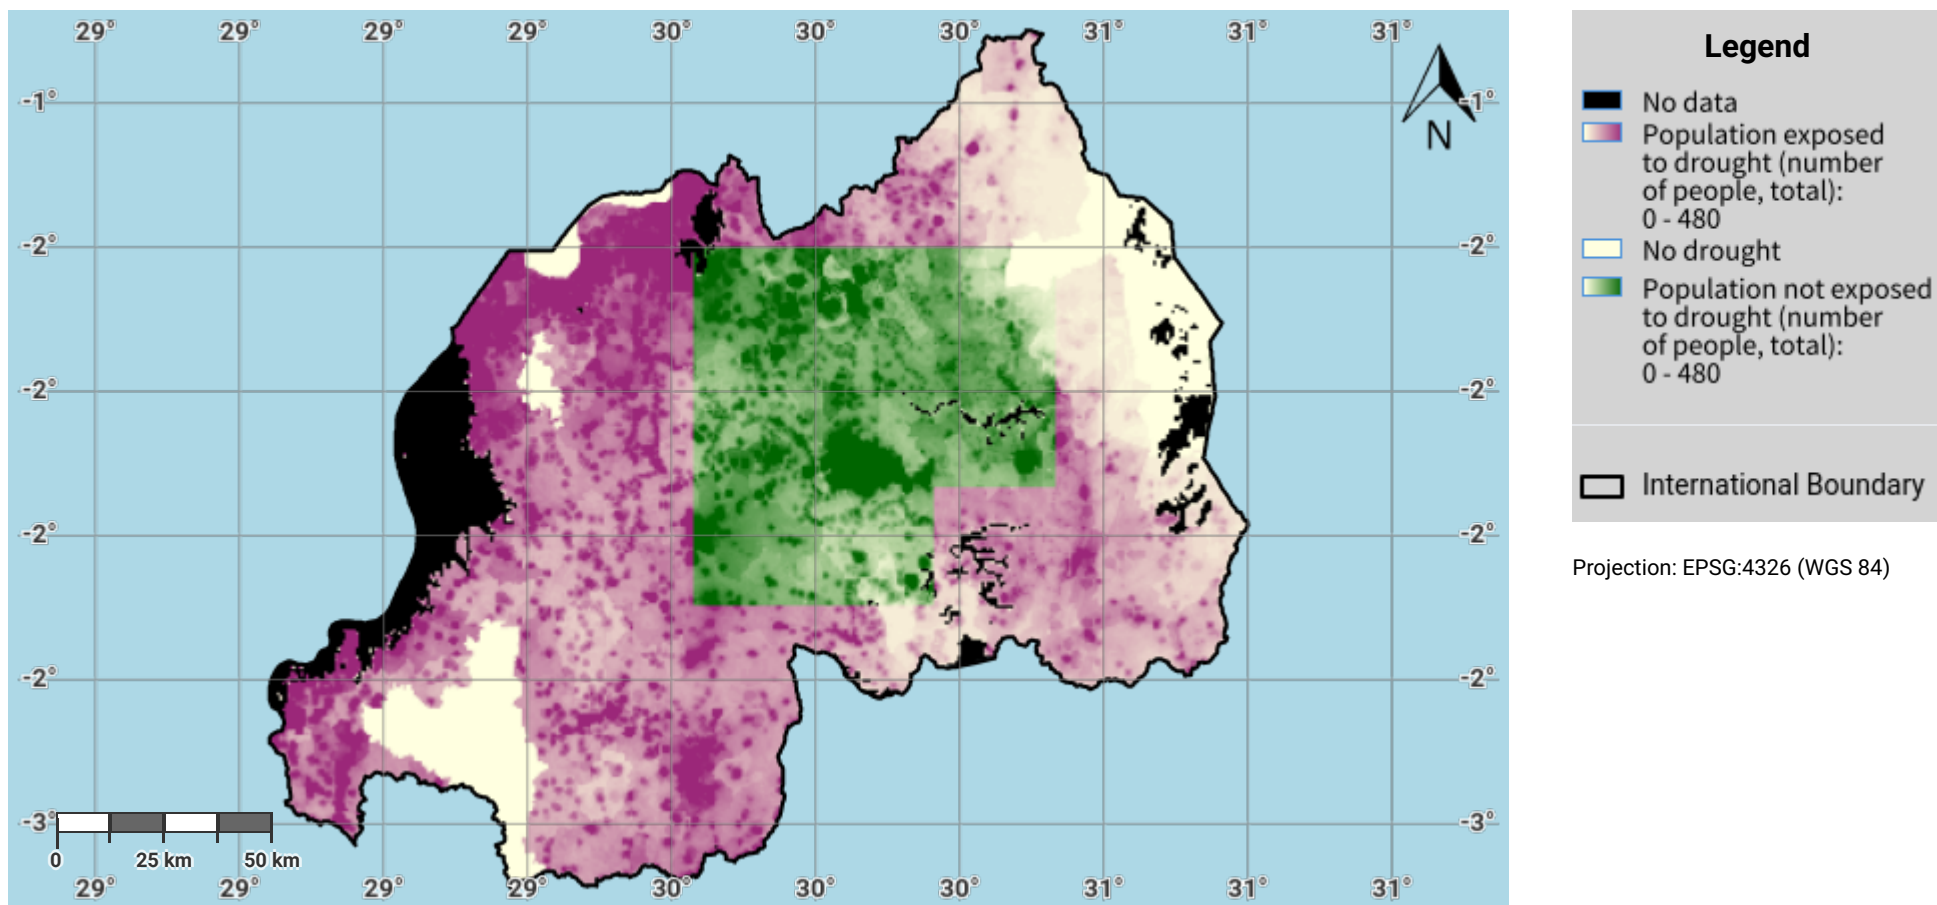 29° 29° 29° 29° 30° 30° 30° 31° 31° 31°
-1° -1°
-2° -2°
-2° -2°
-2° -2°
-2° -2°
-3° -3°
N
0 25 km 50 km
29° 29° 29° 29° 30° 30° 30° 31° 31° 31°
Legend
No data
Population exposed
to drought (number
of people, total):
0 - 480
No drought
Population not exposed
to drought (number
of people, total):
0 - 480
International Boundary
Projection: EPSG:4326 (WGS 84)